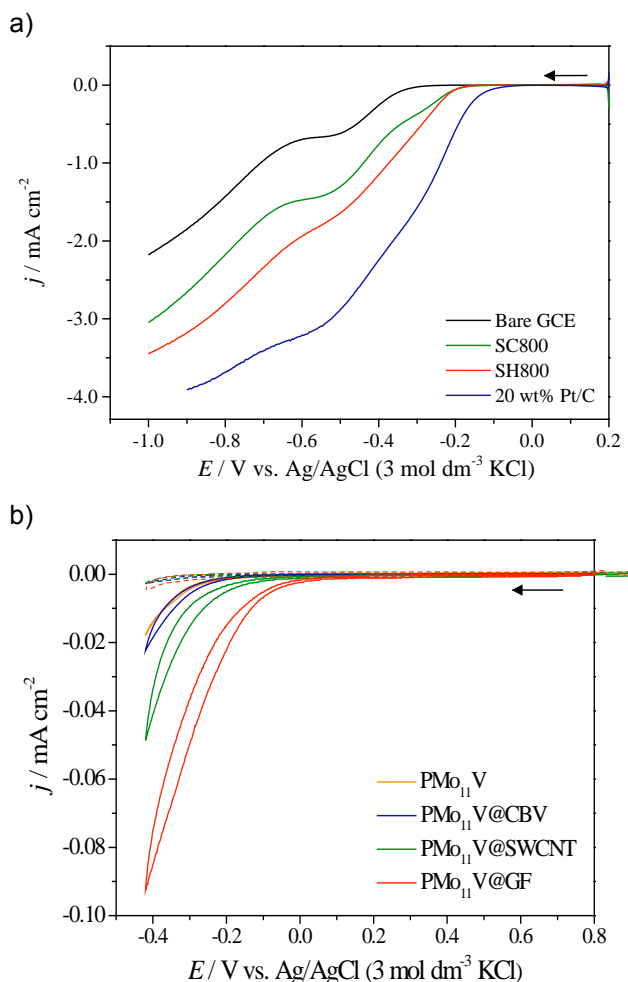 a)
0.0
-1.0
-2.0
-3.0
-4.0
j / mA cm⁻²
Bare GCE
SC800
SH800
20 wt% Pt/C
-1.0 -0.8 -0.6 -0.4 -0.2 0.0 0.2
E / V vs. Ag/AgCl (3 mol dm⁻³ KCl)
b)
0.00
-0.02
-0.04
-0.06
-0.08
-0.10
j / mA cm⁻²
PMo₁₁V
PMo₁₁V@CBV
PMo₁₁V@SWCNT
PMo₁₁V@GF
-0.4 -0.2 0.0 0.2 0.4 0.6 0.8
E / V vs. Ag/AgCl (3 mol dm⁻³ KCl)